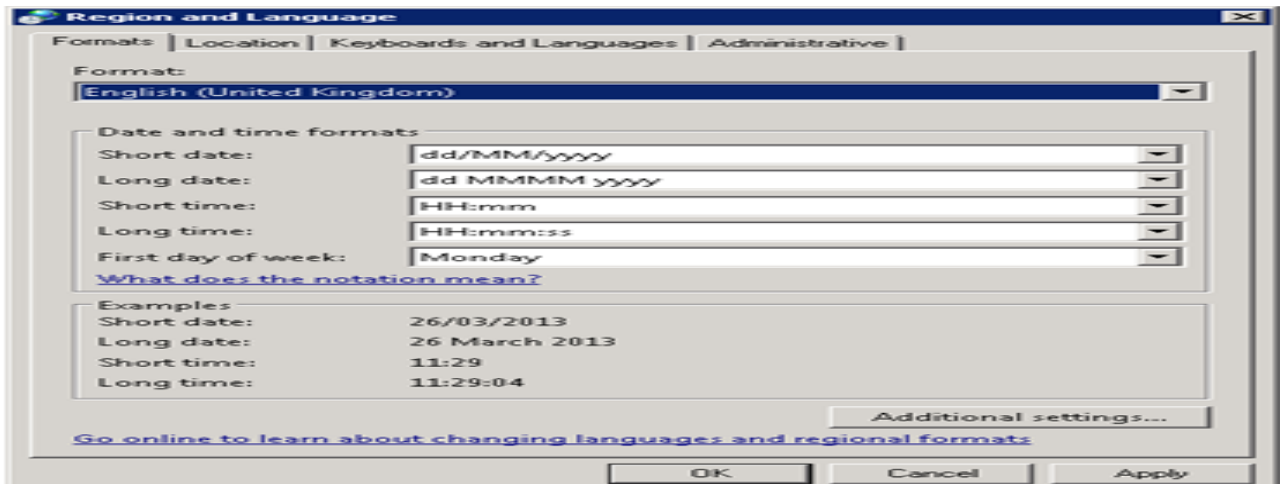 Region and Language
Formats Location Keyboards and Languages Administrative
Format:
English (United Kingdom)
Date and time formats
Short date: dd/MM/yyyy
Long date: dd MMMM yyyy
Short time: HH:mm
Long time: HH:mm:ss
First day of week: Monday
What does the notation mean?
Examples
Short date: 26/03/2013
Long date: 26 March 2013
Short time: 11:29
Long time: 11:29:04
Additional settings...
Go online to learn about changing languages and regional formats
OK Cancel Apply